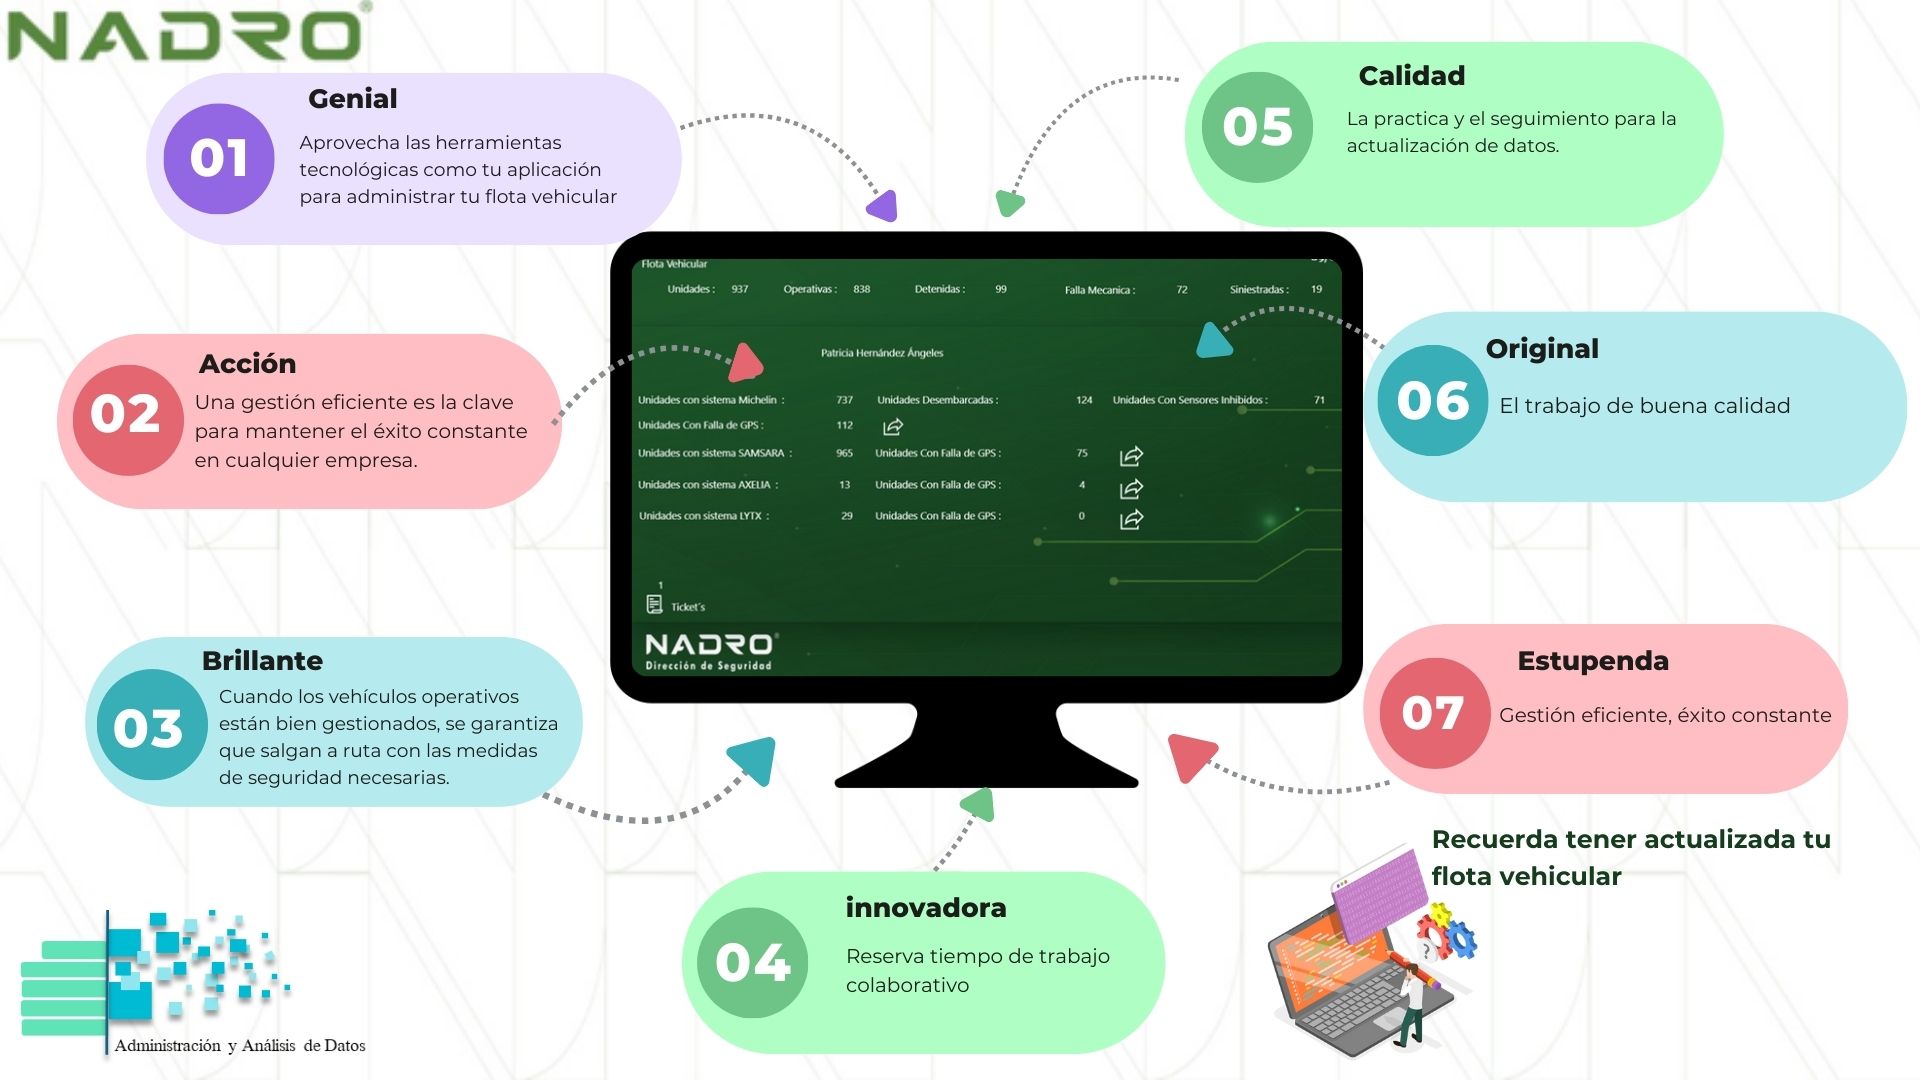 NADRO®
01
Genial
Aprovecha las herramientas
tecnológicas como tu aplicación
para administrar tu flota vehicular
02
Acción
Una gestión eficiente es la clave
para mantener el éxito constante
en cualquier empresa.
03
Brillante
Cuando los vehículos operativos
están bien gestionados, se garantiza
que salgan a ruta con las medidas
de seguridad necesarias.
04
innovadora
Reserva tiempo de trabajo
colaborativo
05
Calidad
La practica y el seguimiento para la
actualización de datos.
06
Original
El trabajo de buena calidad
07
Estupenda
Gestión eficiente, éxito constante
Flota Vehicular
Unidades : 937 Operativas : 838 Detenidas : 99 Falla Mecanica : 72 Siniestradas : 19
Patricia Hernández Ángeles
Unidades con sistema Michelin : 737 Unidades Desembarcadas : 124 Unidades Con Sensores Inhibidos : 71
Unidades Con Falla de GPS : 112
Unidades con sistema SAMSARA : 965 Unidades Con Falla de GPS : 75
Unidades con sistema AXELIA : 13 Unidades Con Falla de GPS : 4
Unidades con sistema LYTX : 29 Unidades Con Falla de GPS : 0
1
Ticket´s
NADRO®
Dirección de Seguridad
Recuerda tener actualizada tu
flota vehicular
?
Administración y Análisis de Datos